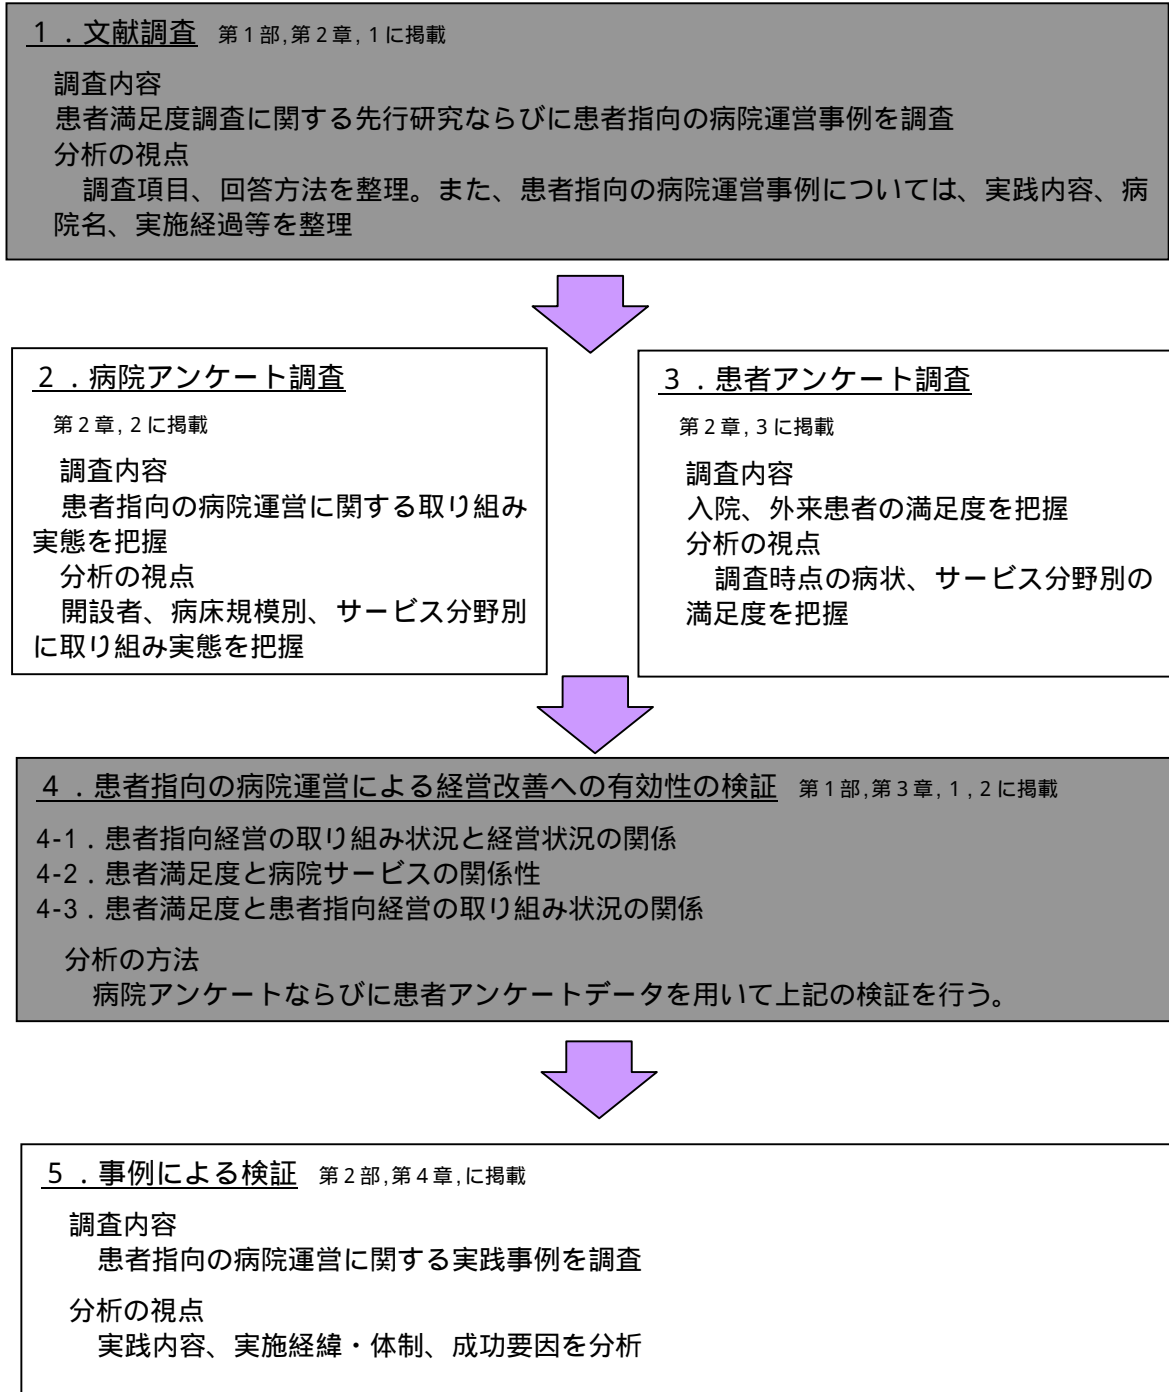 １．文献調査 第1部,第2章,1に掲載
調査内容
患者満足度調査に関する先行研究ならびに患者指向の病院運営事例を調査
分析の視点
調査項目、回答方法を整理。また、患者指向の病院運営事例については、実践内容、病
院名、実施経過等を整理
２．病院アンケート調査
第2章,2に掲載
調査内容
患者指向の病院運営に関する取り組み
実態を把握
分析の視点
開設者、病床規模別、サービス分野別
に取り組み実態を把握
３．患者アンケート調査
第2章,3に掲載
調査内容
入院、外来患者の満足度を把握
分析の視点
調査時点の病状、サービス分野別の
満足度を把握
４．患者指向の病院運営による経営改善への有効性の検証 第1部,第3章,1,2に掲載
4-1．患者指向経営の取り組み状況と経営状況の関係
4-2．患者満足度と病院サービスの関係性
4-3．患者満足度と患者指向経営の取り組み状況の関係
分析の方法
病院アンケートならびに患者アンケートデータを用いて上記の検証を行う。
５．事例による検証 第2部,第4章,に掲載
調査内容
患者指向の病院運営に関する実践事例を調査
分析の視点
実践内容、実施経緯・体制、成功要因を分析